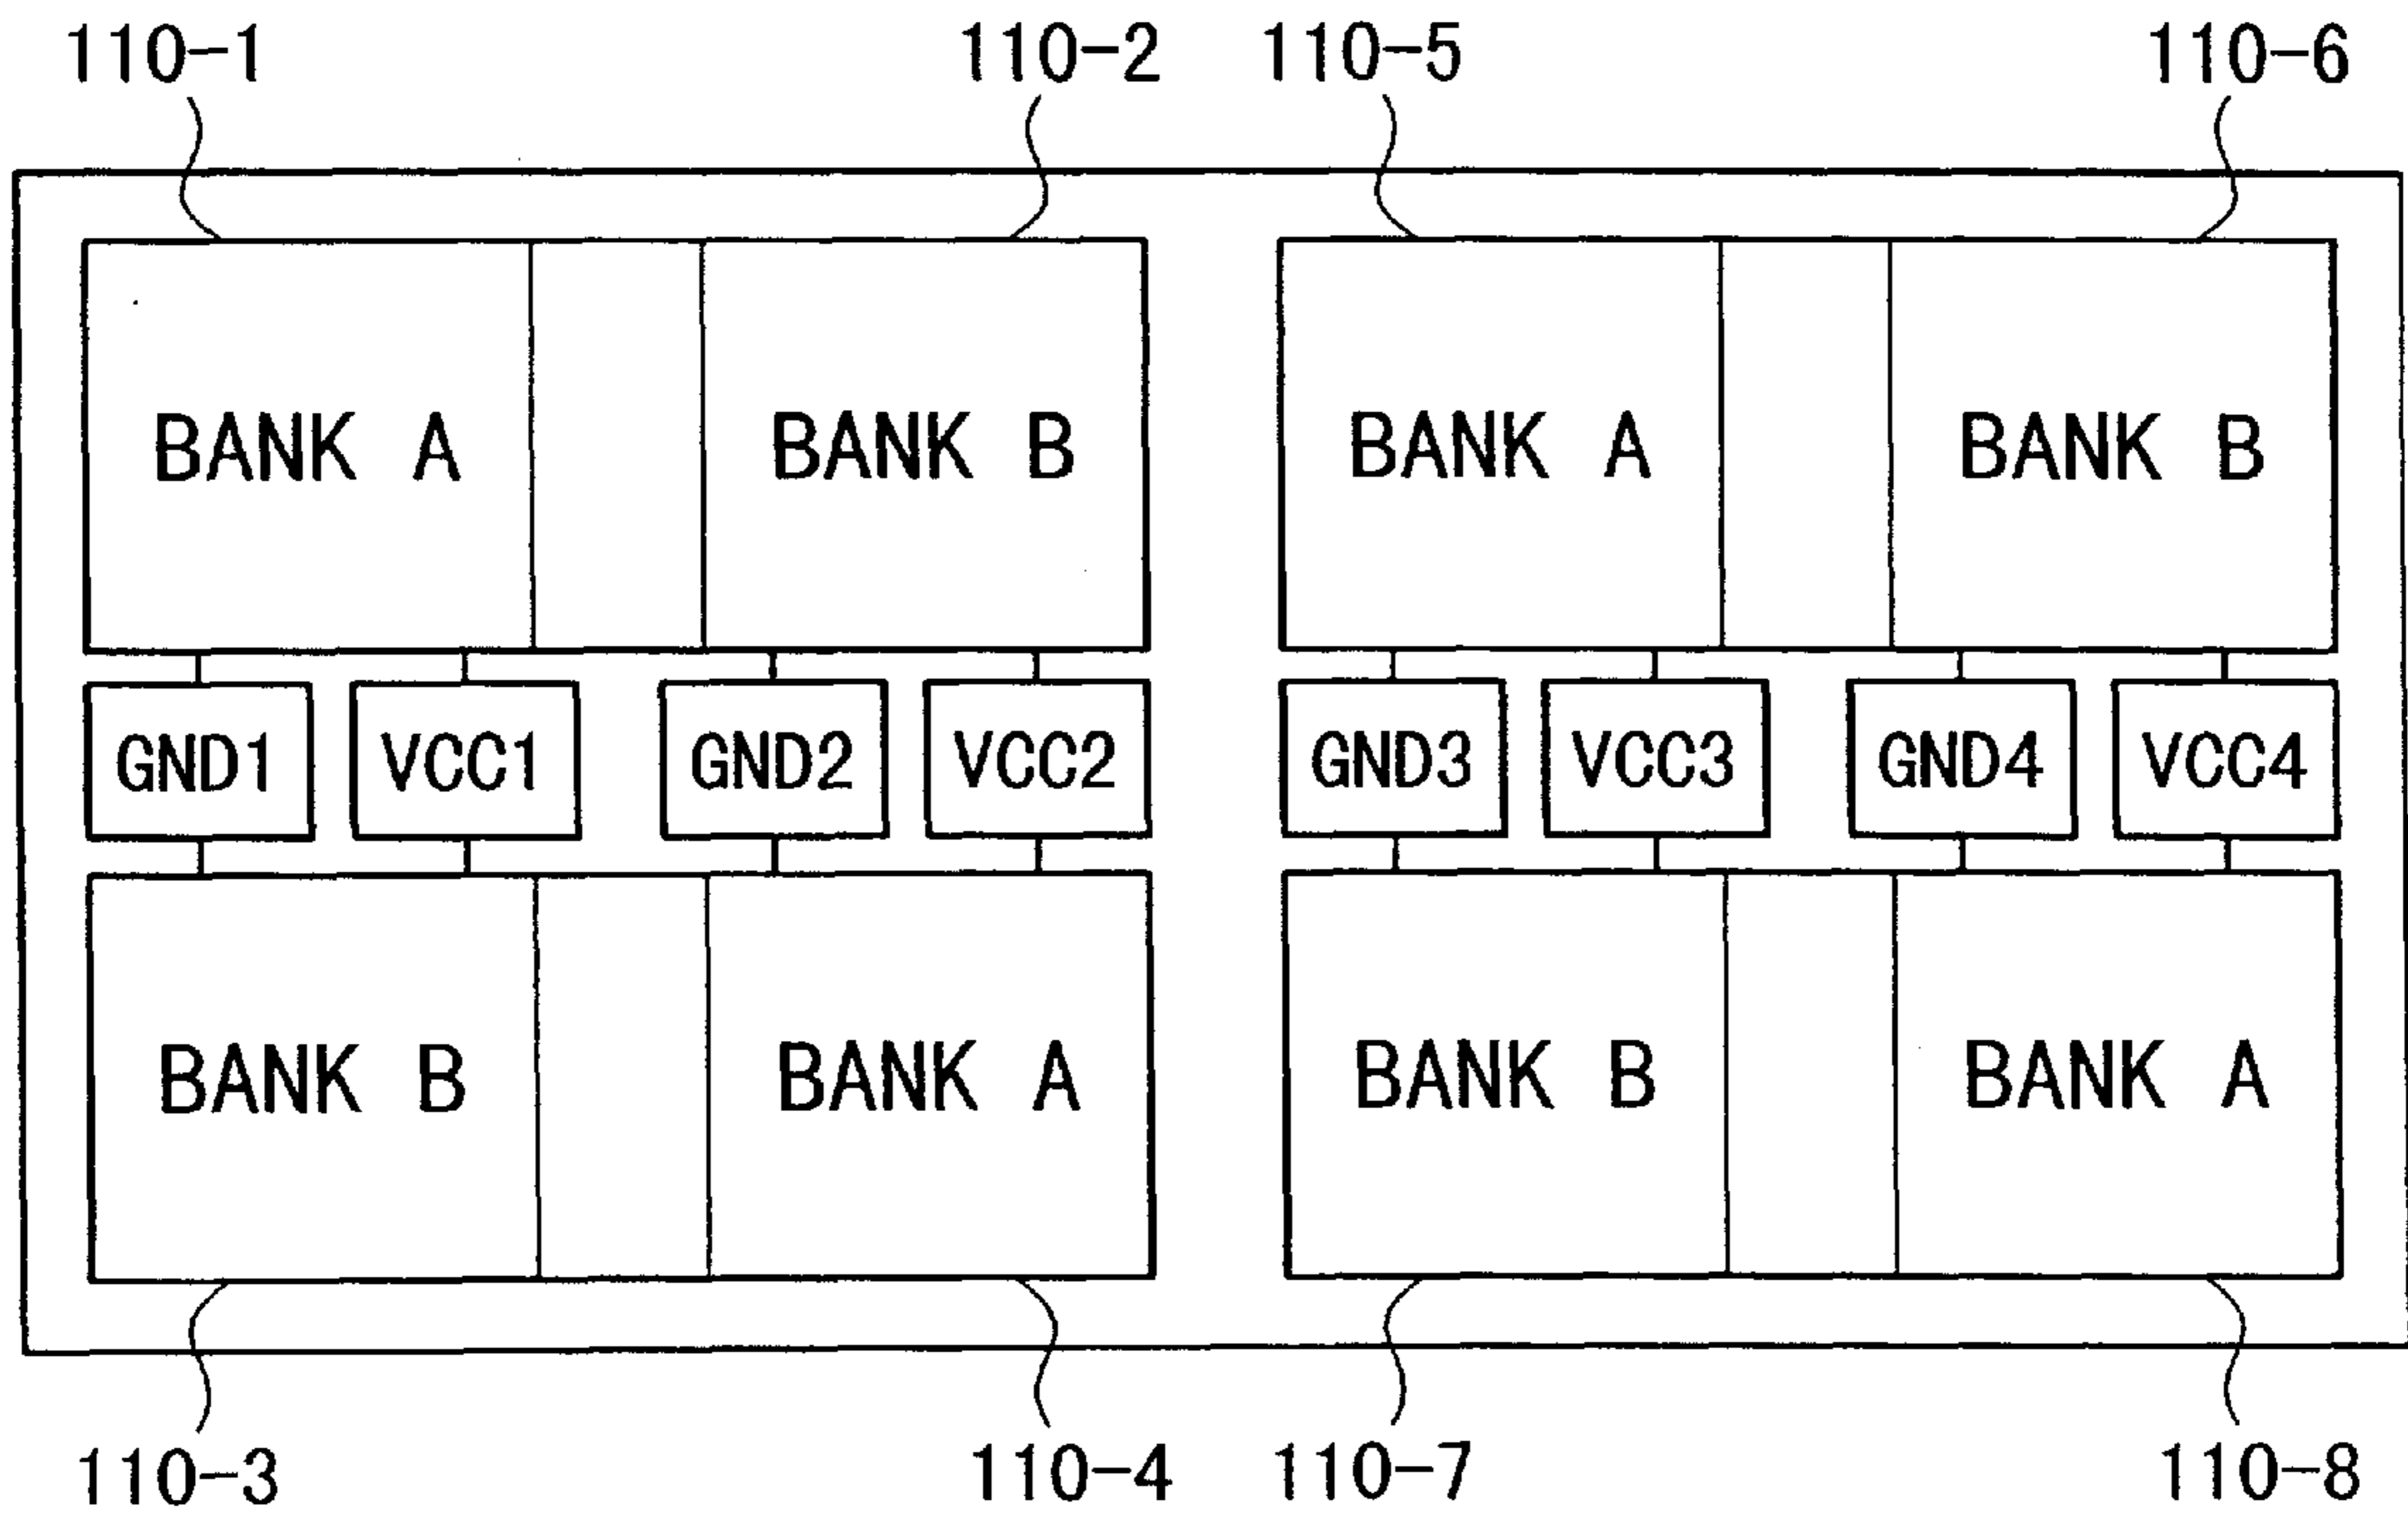 110-1 110-2 110-5 110-6
BANK A BANK B BANK A BANK B
GND1 VCC1 GND2 VCC2 GND3 VCC3 GND4 VCC4
BANK B BANK A BANK B BANK A
110-3 110-4 110-7 110-8